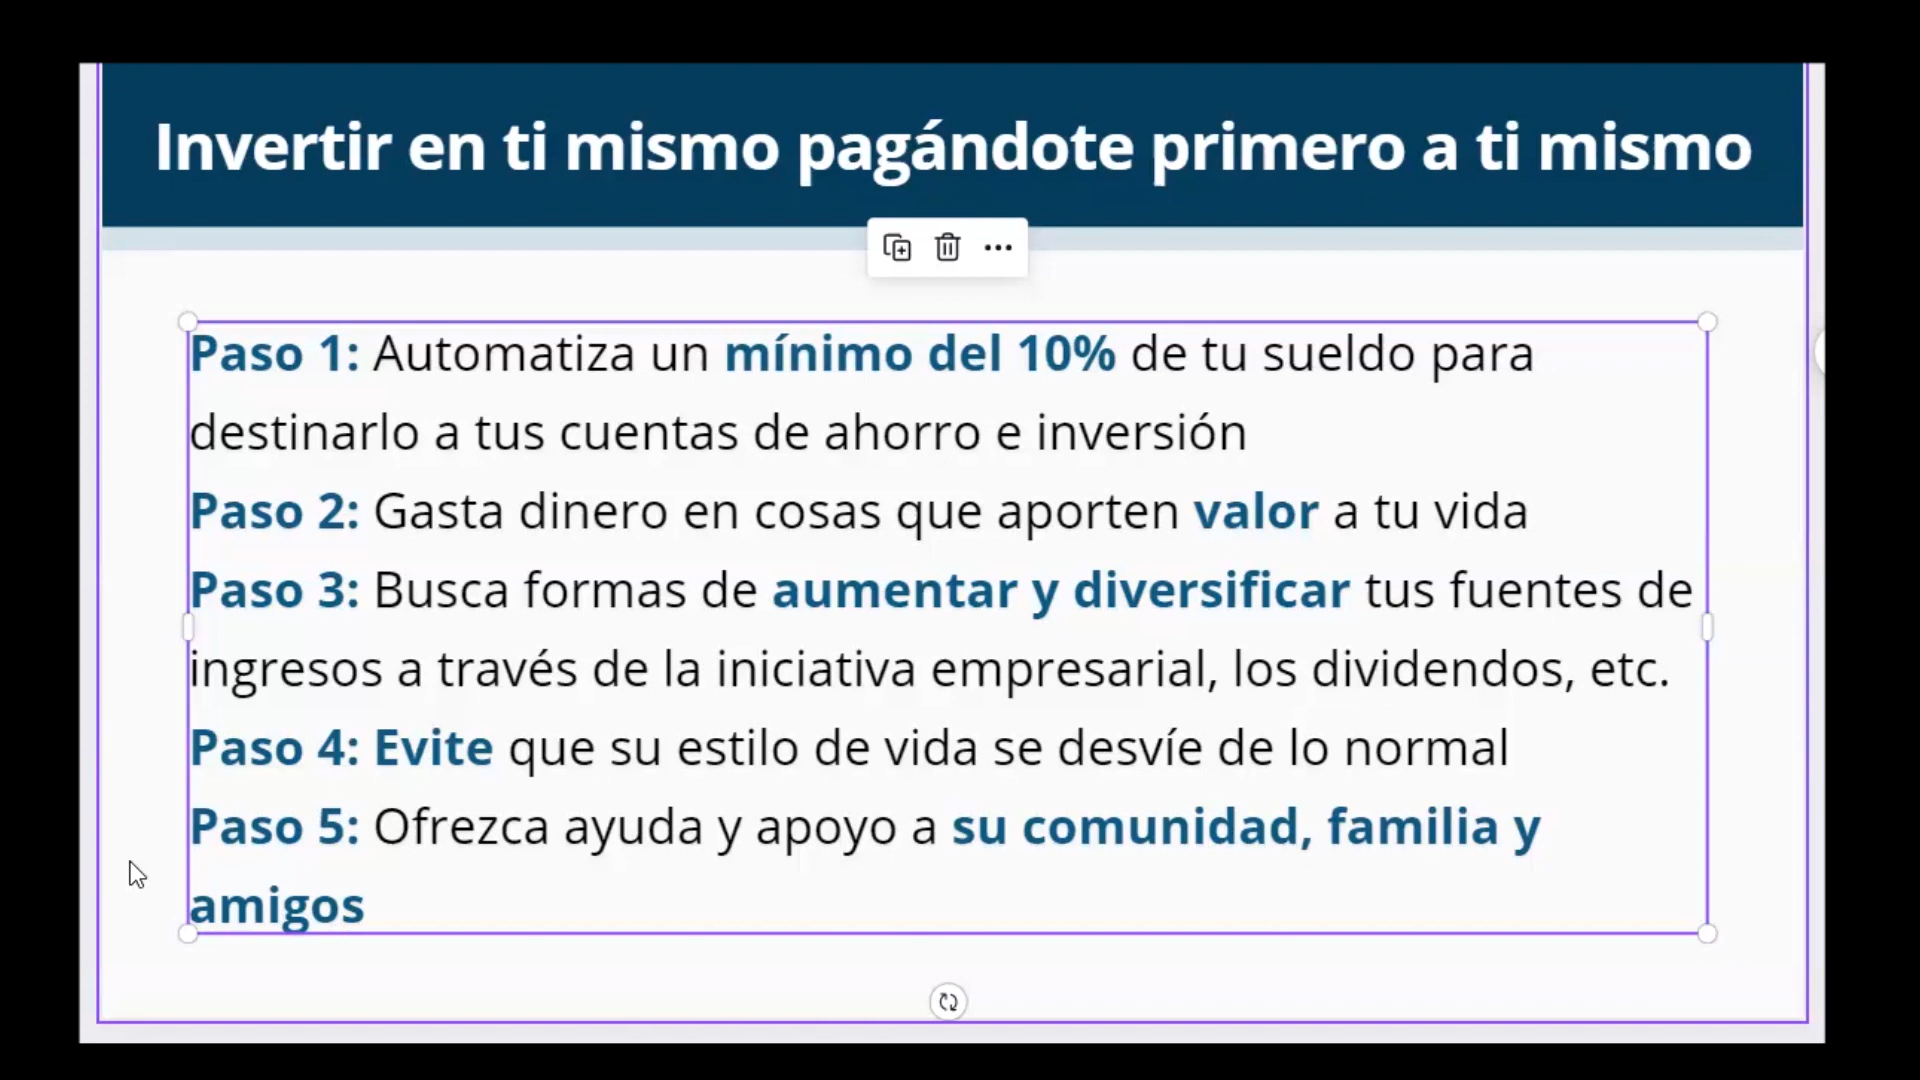 Invertir en ti mismo pagándote primero a ti mismo
Paso 1: Automatiza un mínimo del 10% de tu sueldo para
destinarlo a tus cuentas de ahorro e inversión
Paso 2: Gasta dinero en cosas que aporten valor a tu vida
Paso 3: Busca formas de aumentar y diversificar tus fuentes de
ingresos a través de la iniciativa empresarial, los dividendos, etc.
Paso 4: Evite que su estilo de vida se desvíe de lo normal
Paso 5: Ofrezca ayuda y apoyo a su comunidad, familia y
amigos